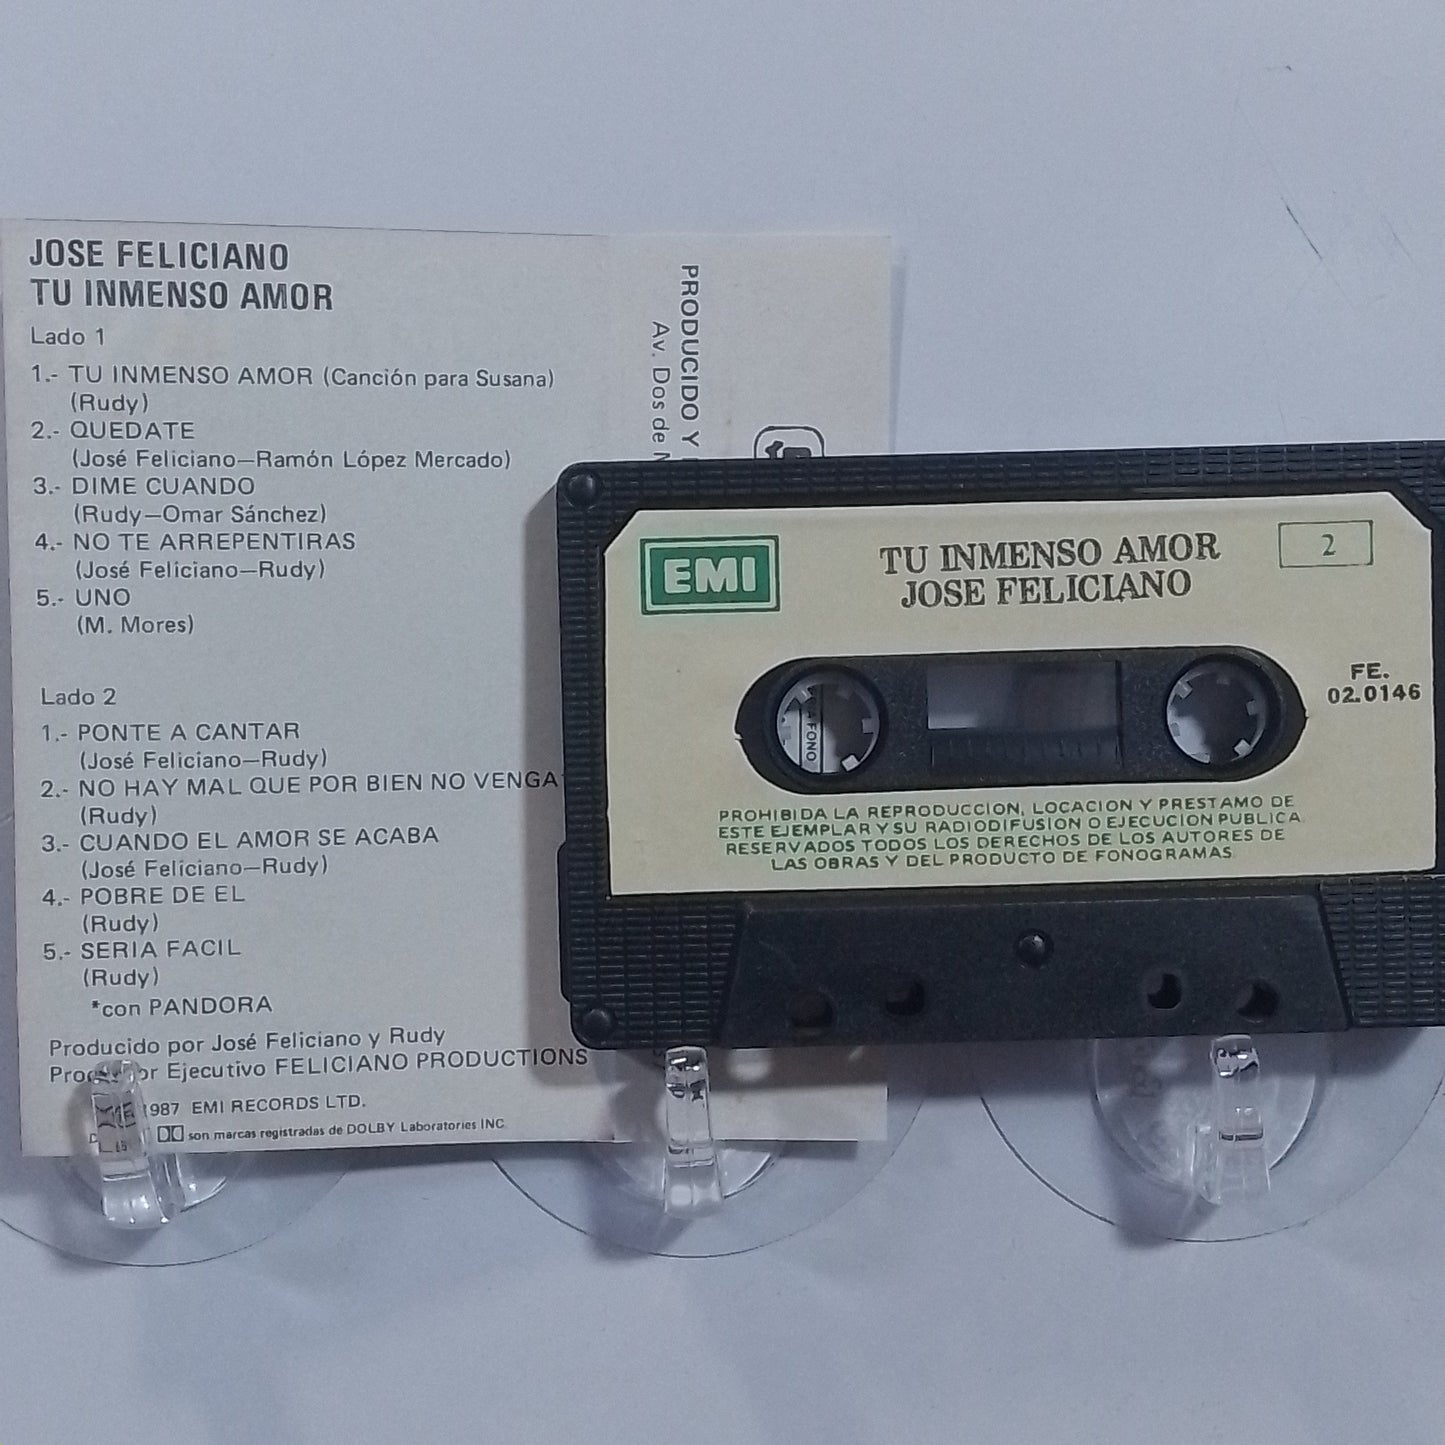 JOSE FELICIANO
TU INMENSO AMOR
Lado 1
1.- TU INMENSO AMOR (Canción para Susana)
(Rudy)
2.- QUEDATE
(José Feliciano—Ramón López Mercado)
3.- DIME CUANDO
(Rudy—Omar Sánchez)
4.- NO TE ARREPENTIRAS
(José Feliciano—Rudy)
5.- UNO
(M. Mores)
Lado 2
1.- PONTE A CANTAR
(José Feliciano—Rudy)
2.- NO HAY MAL QUE POR BIEN NO VENGA
(Rudy)
3.- CUANDO EL AMOR SE ACABA
(José Feliciano—Rudy)
4.- POBRE DE EL
(Rudy)
5.- SERIA FACIL
(Rudy)
*con PANDORA
Producido por José Feliciano y Rudy
Ejecutivo FELICIANO PRODUCTIONS
1987 EMI RECORDS LTD.
son marcas registradas de DOLBY Laboratories INC
PRODUCIDO Y
Av. Dos de
EMI
TU INMENSO AMOR
JOSE FELICIANO
2
FE.
02.0146
PROHIBIDA LA REPRODUCCION, LOCACION Y PRESTAMO DE
ESTE EJEMPLAR Y SU RADIODIFUSION O EJECUCION PUBLICA.
RESERVADOS TODOS LOS DERECHOS DE LOS AUTORES DE
LAS OBRAS Y DEL PRODUCTO DE FONOGRAMAS.